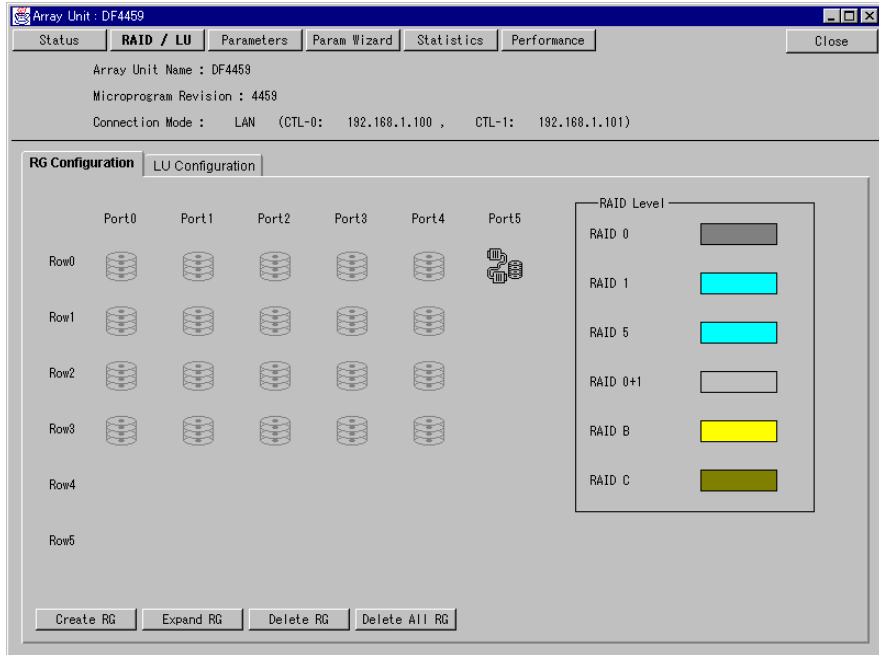 Array Unit : DF4459
Status RAID / LU Parameters Param Wizard Statistics Performance Close
Array Unit Name : DF4459
Microprogram Revision : 4459
Connection Mode : LAN (CTL-0: 192.168.1.100 , CTL-1: 192.168.1.101)
RG Configuration LU Configuration
Port0 Port1 Port2 Port3 Port4 Port5
Row0
Row1
Row2
Row3
Row4
Row5
RAID Level
RAID 0
RAID 1
RAID 5
RAID 0+1
RAID B
RAID C
Create RG Expand RG Delete RG Delete All RG